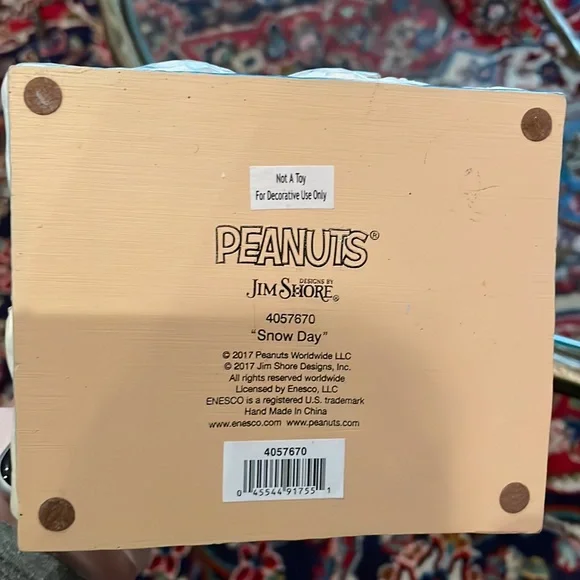 Not A Toy
For Decorative Use Only
PEANUTS®
DESIGNS BY
JIM SHORE®
4057670
"Snow Day"
© 2017 Peanuts Worldwide LLC
© 2017 Jim Shore Designs, Inc.
All rights reserved worldwide
Licensed by Enesco, LLC
ENESCO is a registered U.S. trademark
Hand Made In China
www.enesco.com www.peanuts.com
4057670
0 45544 91755 1